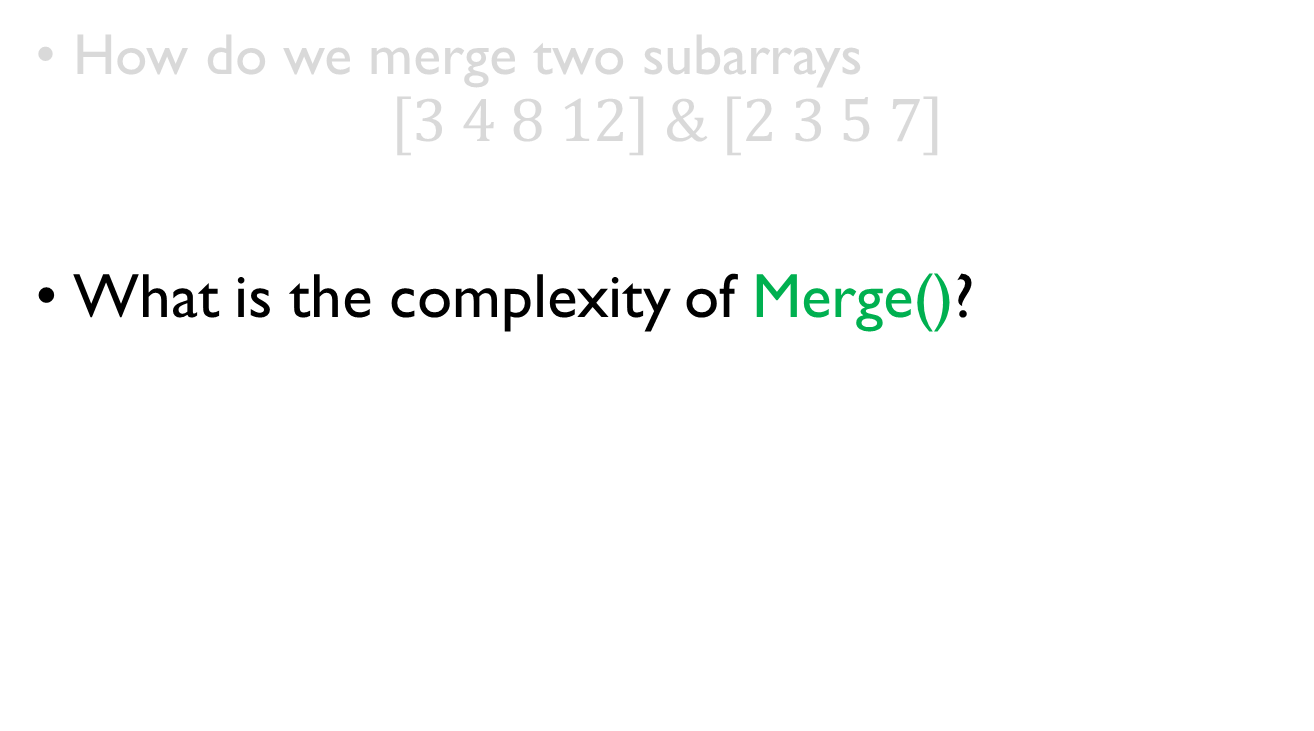 • How do we merge two subarrays
[3 4 8 12] & [2 3 5 7]
• What is the complexity of Merge()?